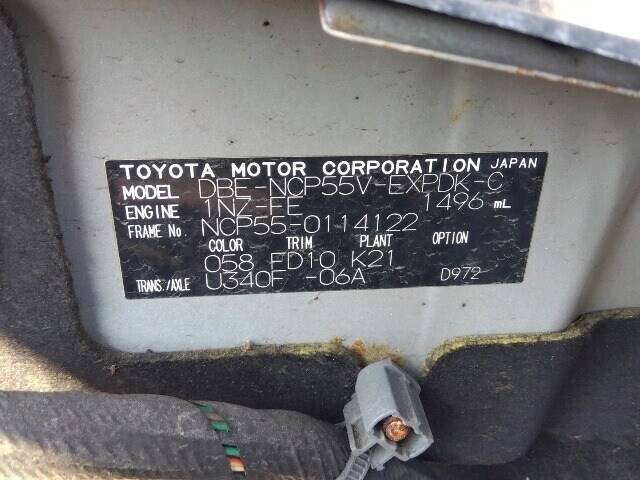 TOYOTA MOTOR CORPORATION JAPAN
MODEL DBE-NCP55V-EXPDK-C
ENGINE 1NZ-FE 1496 mL
FRAME No. NCP55-0114122
COLOR TRIM PLANT OPTION
058 FD10 K21
TRANS./AXLE U340F -06A D972